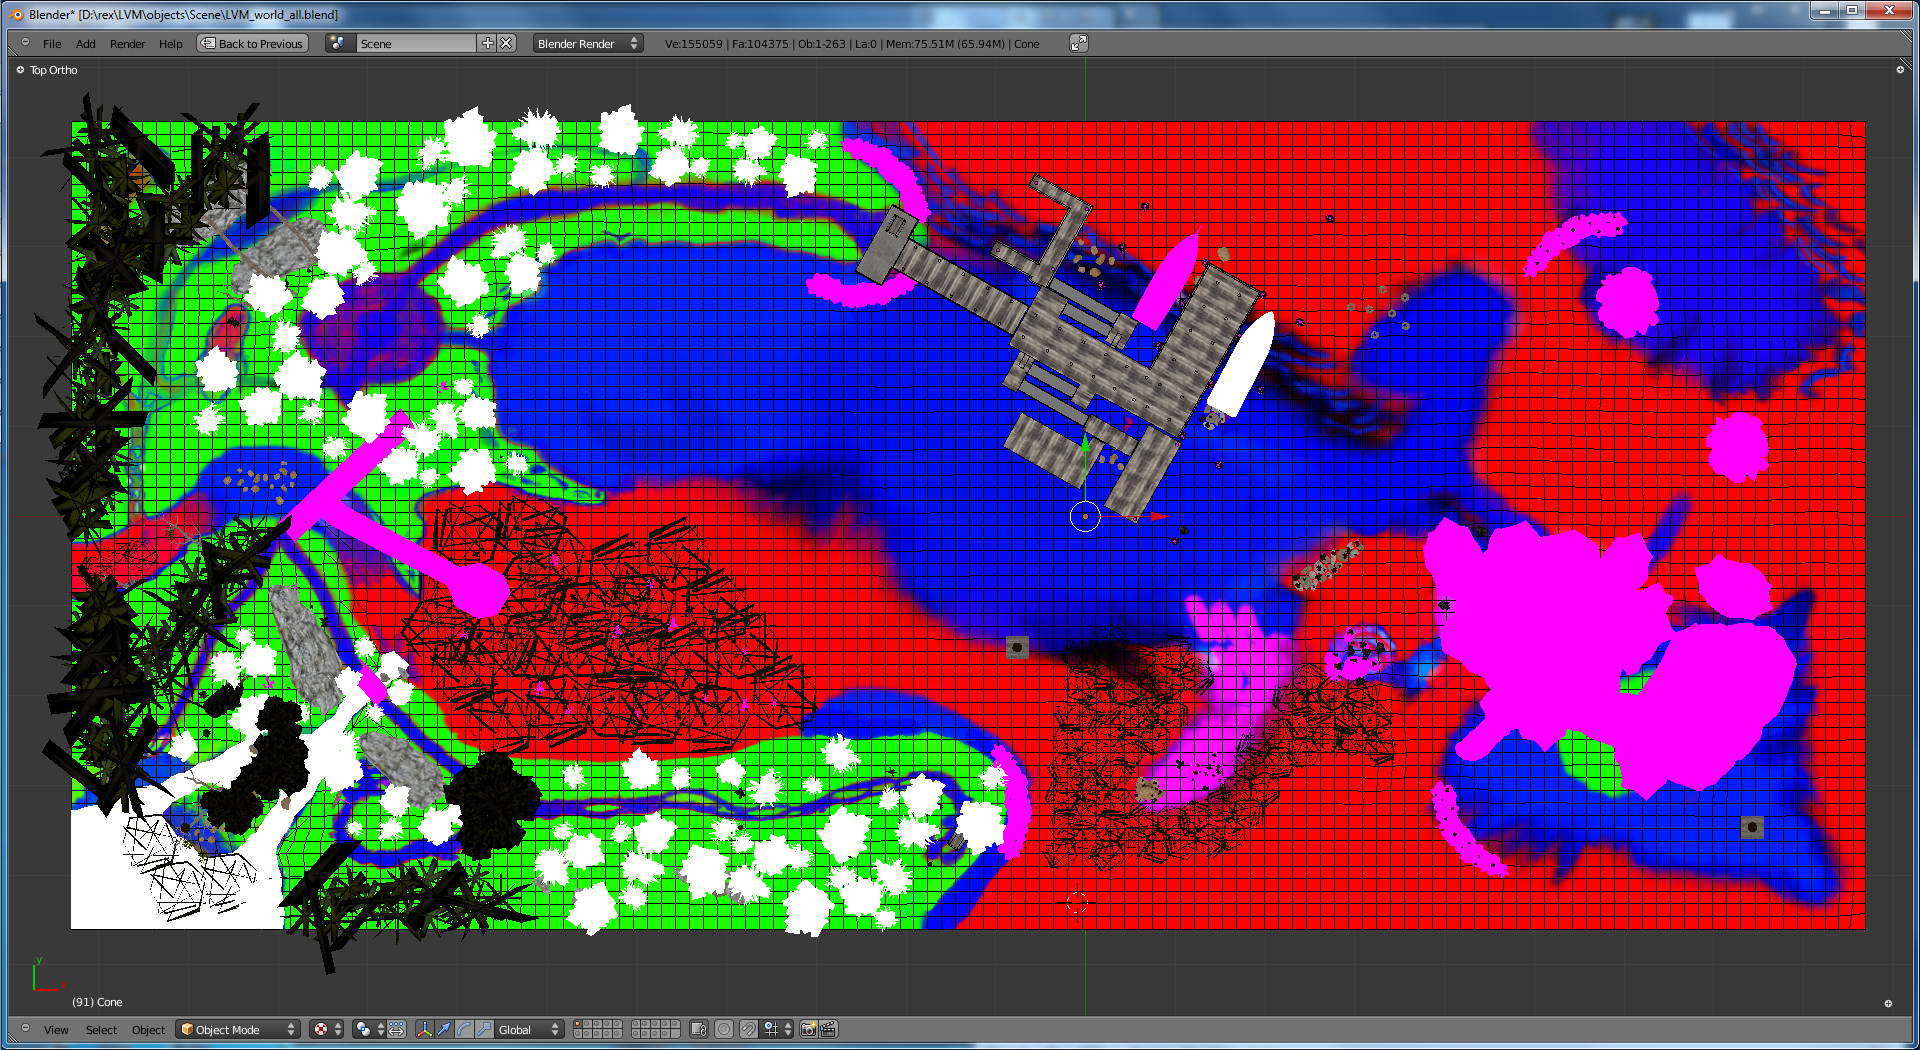 Blender* [D:\rex\LVM\objects\Scene\LVM_world_all.blend]
File Add Render Help Back to Previous Scene Blender Render Ve:155059 | Fa:104375 | Ob:1-263 | La:0 | Mem:75.51M (65.94M) | Cone
Top Ortho
y
x
(91) Cone
View Select Object Object Mode Global